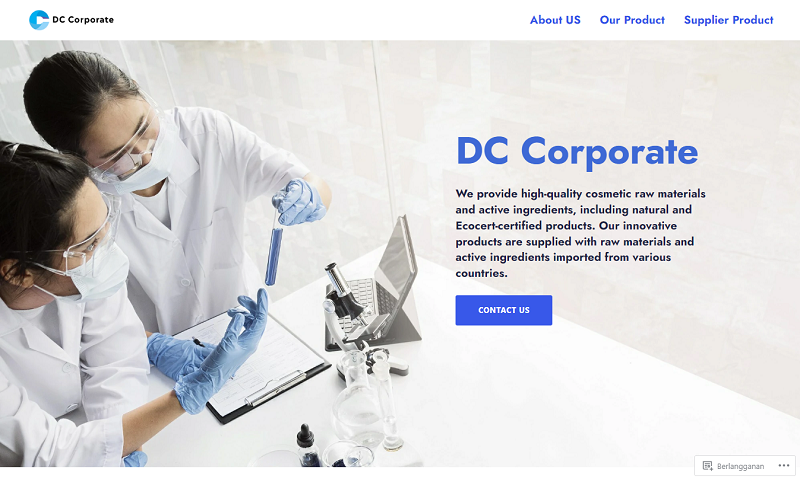 DC Corporate
About US
Our Product
Supplier Product
DC Corporate
We provide high-quality cosmetic raw materials
and active ingredients, including natural and
Ecocert-certified products. Our innovative
products are supplied with raw materials and
active ingredients imported from various
countries.
CONTACT US
Berlangganan